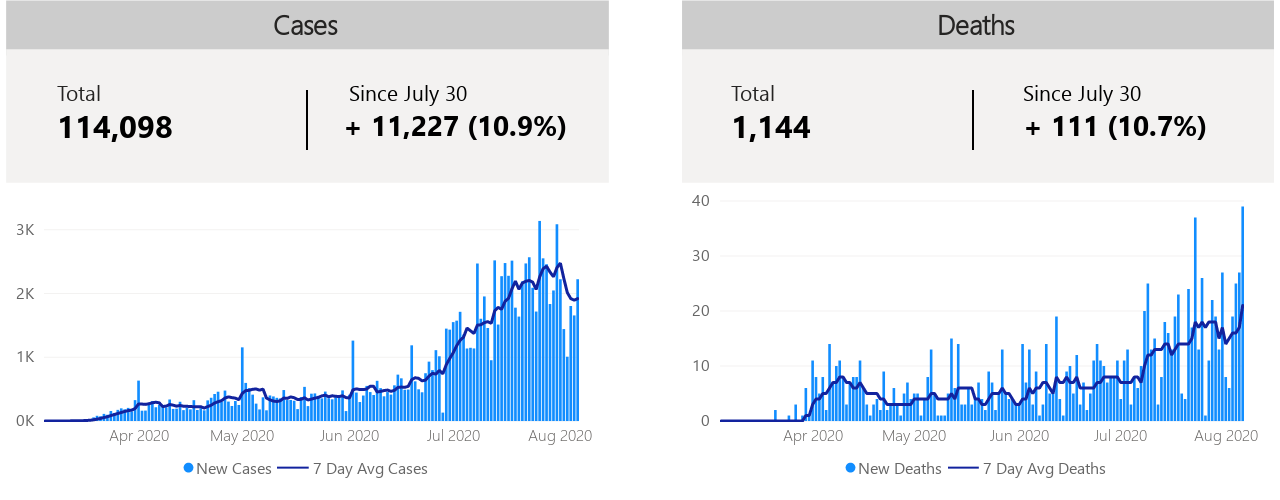 Cases
Total
114,098
Since July 30
+ 11,227 (10.9%)
3K
2K
1K
0K
Apr 2020
May 2020
Jun 2020
Jul 2020
Aug 2020
New Cases
7 Day Avg Cases
Deaths
Total
1,144
Since July 30
+ 111 (10.7%)
40
30
20
10
0
Apr 2020
May 2020
Jun 2020
Jul 2020
Aug 2020
New Deaths
7 Day Avg Deaths